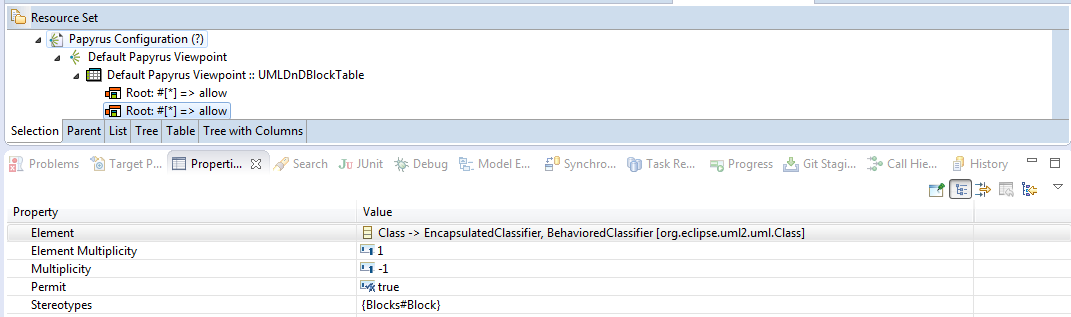 Resource Set
Papyrus Configuration (?)
Default Papyrus Viewpoint
Default Papyrus Viewpoint :: UMLDnDBlockTable
Root: #[*] => allow
Root: #[*] => allow
Selection Parent List Tree Table Tree with Columns
Problems Target P... Properti... Search JUnit Debug Model E... Synchro... Task Re... Progress Git Stagi... Call Hie... History
Property Value
Element Class -> EncapsulatedClassifier, BehavioredClassifier [org.eclipse.uml2.uml.Class]
Element Multiplicity 1
Multiplicity -1
Permit true
Stereotypes {Blocks#Block}